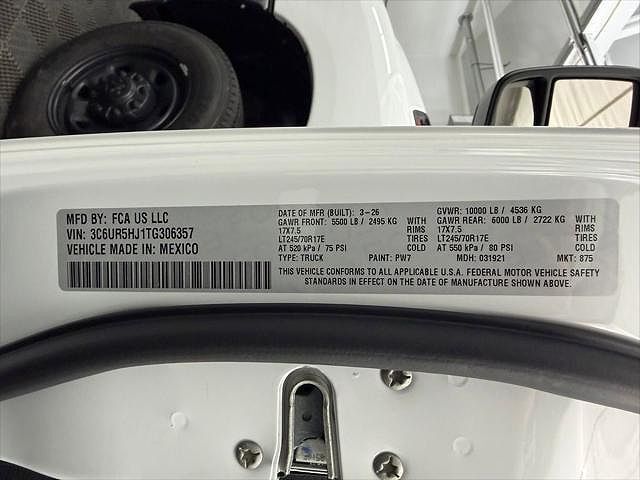 MFD BY: FCA US LLC
VIN: 3C6UR5HJ1TG306357
VEHICLE MADE IN: MEXICO
DATE OF MFR (BUILT): 3-26
GAWR FRONT: 5500 LB / 2495 KG WITH
17X7.5 RIMS
LT245/70R17E TIRES
AT 520 kPa / 75 PSI COLD
TYPE: TRUCK PAINT: PW7
GVWR: 10000 LB / 4536 KG
GAWR REAR: 6000 LB / 2722 KG WITH
17X7.5 RIMS
LT245/70R17E TIRES
AT 550 kPa / 80 PSI COLD
MDH: 031921 MKT: 875
THIS VEHICLE CONFORMS TO ALL APPLICABLE U.S.A. FEDERAL MOTOR VEHICLE SAFETY
STANDARDS IN EFFECT ON THE DATE OF MANUFACTURE SHOWN ABOVE.